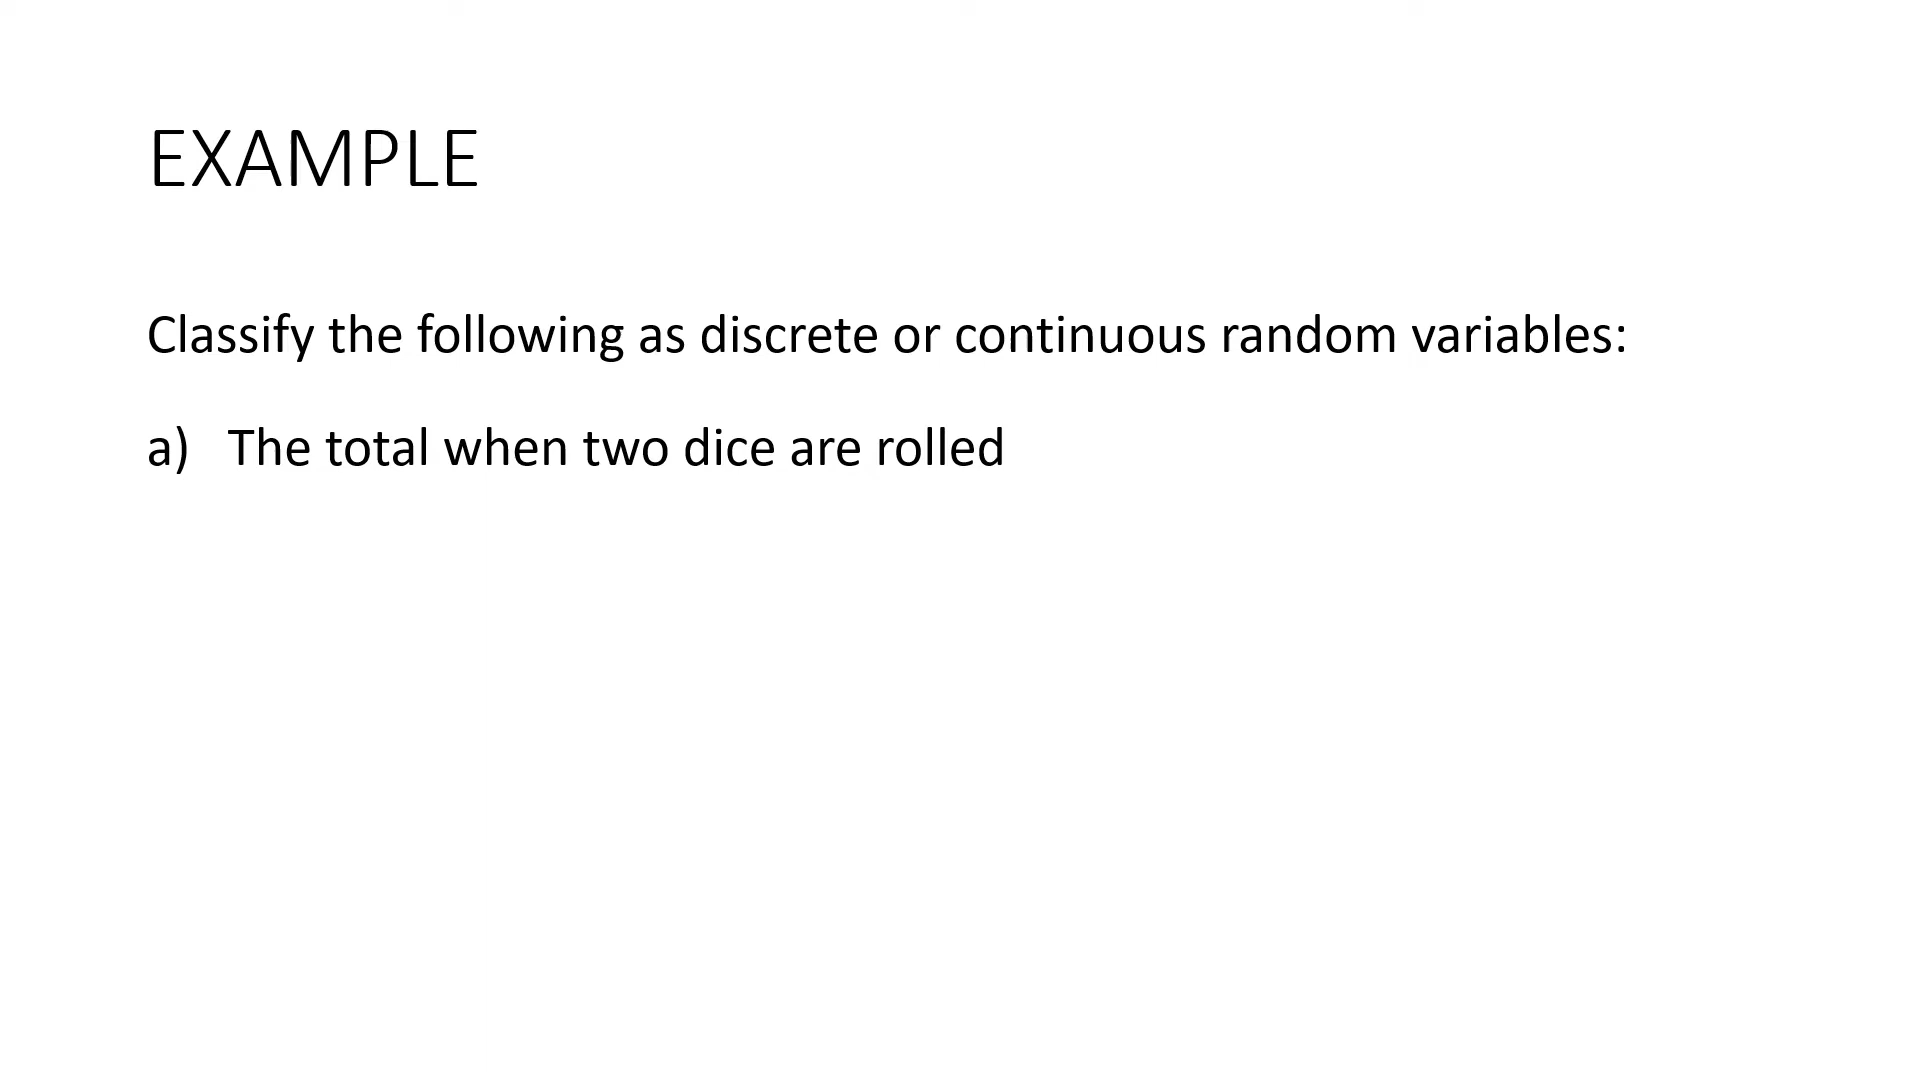 EXAMPLE
Classify the following as discrete or continuous random variables:
a) The total when two dice are rolled